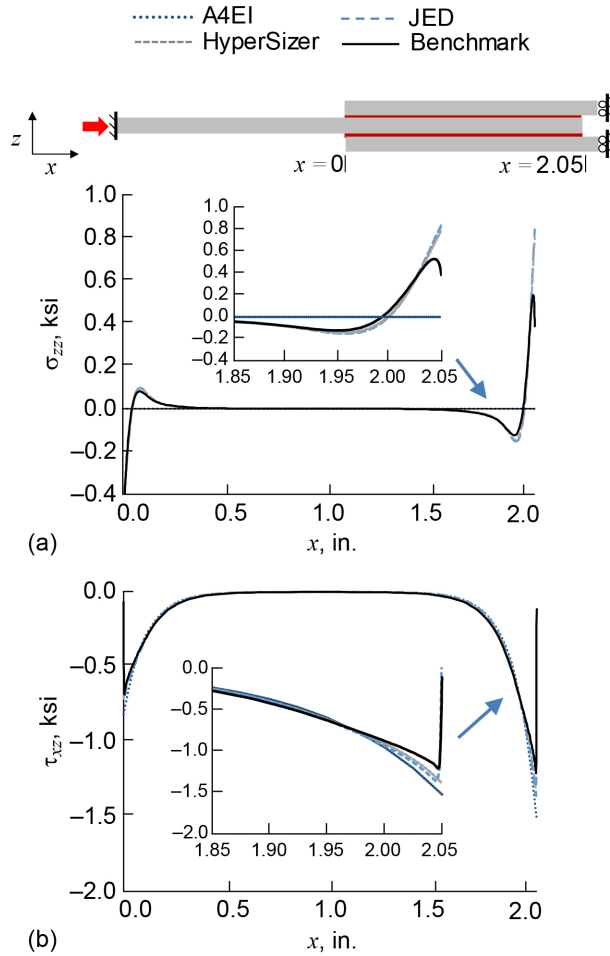 A4EI JED
HyperSizer Benchmark
z
x
x = 0 x = 2.05
1.0
0.8
0.6
0.4
0.2
0.0
–0.2
–0.4
σzz, ksi
1.0
0.8
0.6
0.4
0.2
0.0
–0.2
–0.4
1.85 1.90 1.95 2.00 2.05
0.0 0.5 1.0 1.5 2.0
(a) x, in.
0.0
–0.5
–1.0
–1.5
–2.0
τxz, ksi
0.0
–0.5
–1.0
–1.5
–2.0
1.85 1.90 1.95 2.00 2.05
0.0 0.5 1.0 1.5 2.0
(b) x, in.